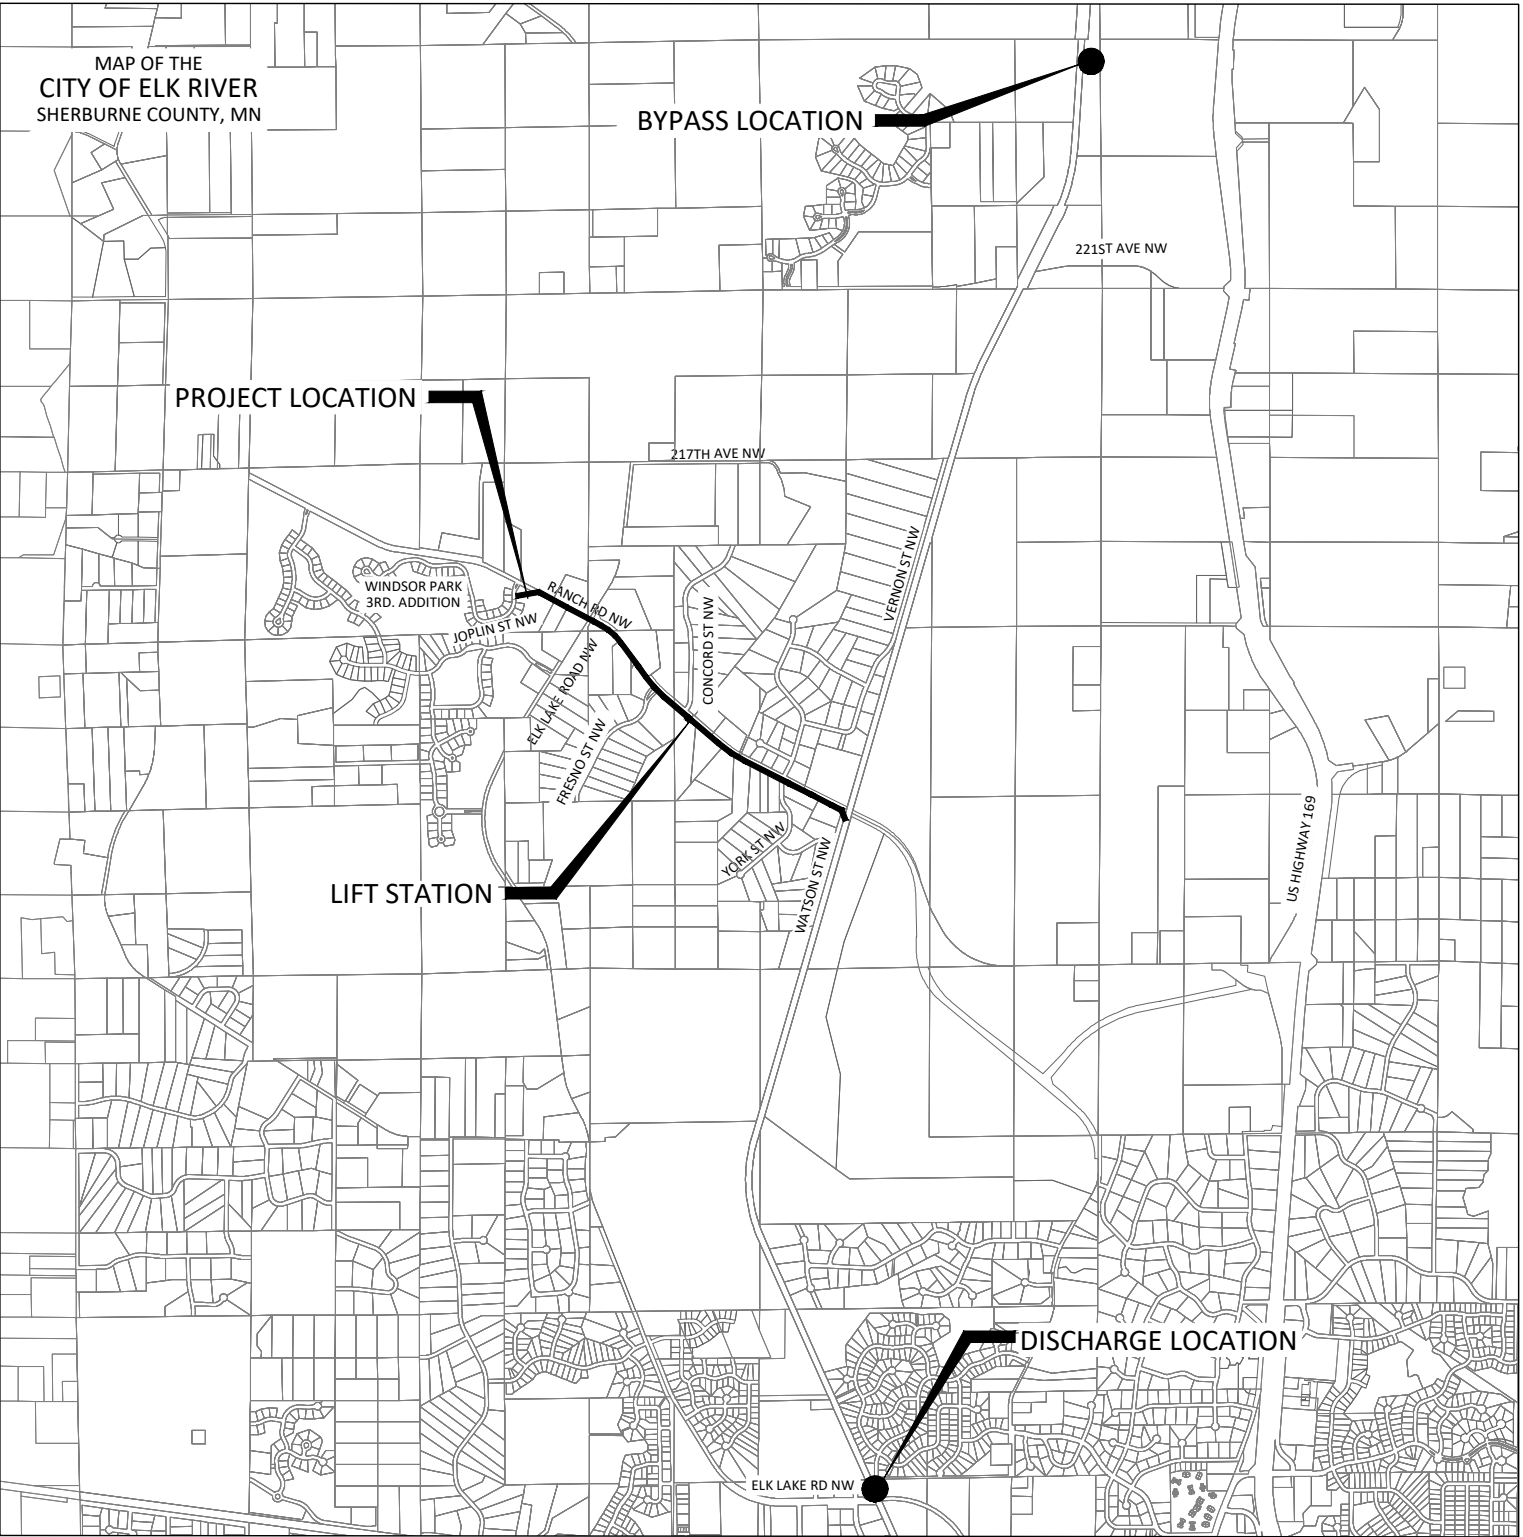 MAP OF THE
CITY OF ELK RIVER
SHERBURNE COUNTY, MN
BYPASS LOCATION
221ST AVE NW
PROJECT LOCATION
217TH AVE NW
VERNON ST NW
WINDSOR PARK
3RD. ADDITION
RANCH RD NW
JOPLIN ST NW
CONCORD ST NW
ELK LAKE ROAD NW
FRESNO ST NW
US HIGHWAY 169
YORK ST NW
WATSON ST NW
LIFT STATION
DISCHARGE LOCATION
ELK LAKE RD NW